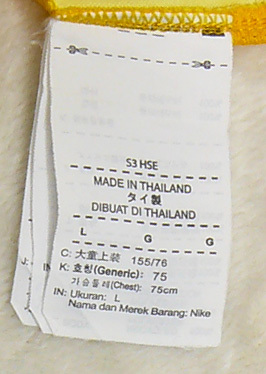 S3 HSE
MADE IN THAILAND
タイ製
DIBUAT DI THAILAND
L G G
C: 大童上装 155/76
K: 호칭(Generic): 75
가슴둘레(Chest): 75cm
IN: Ukuran: L
Nama dan Merek Barang: Nike